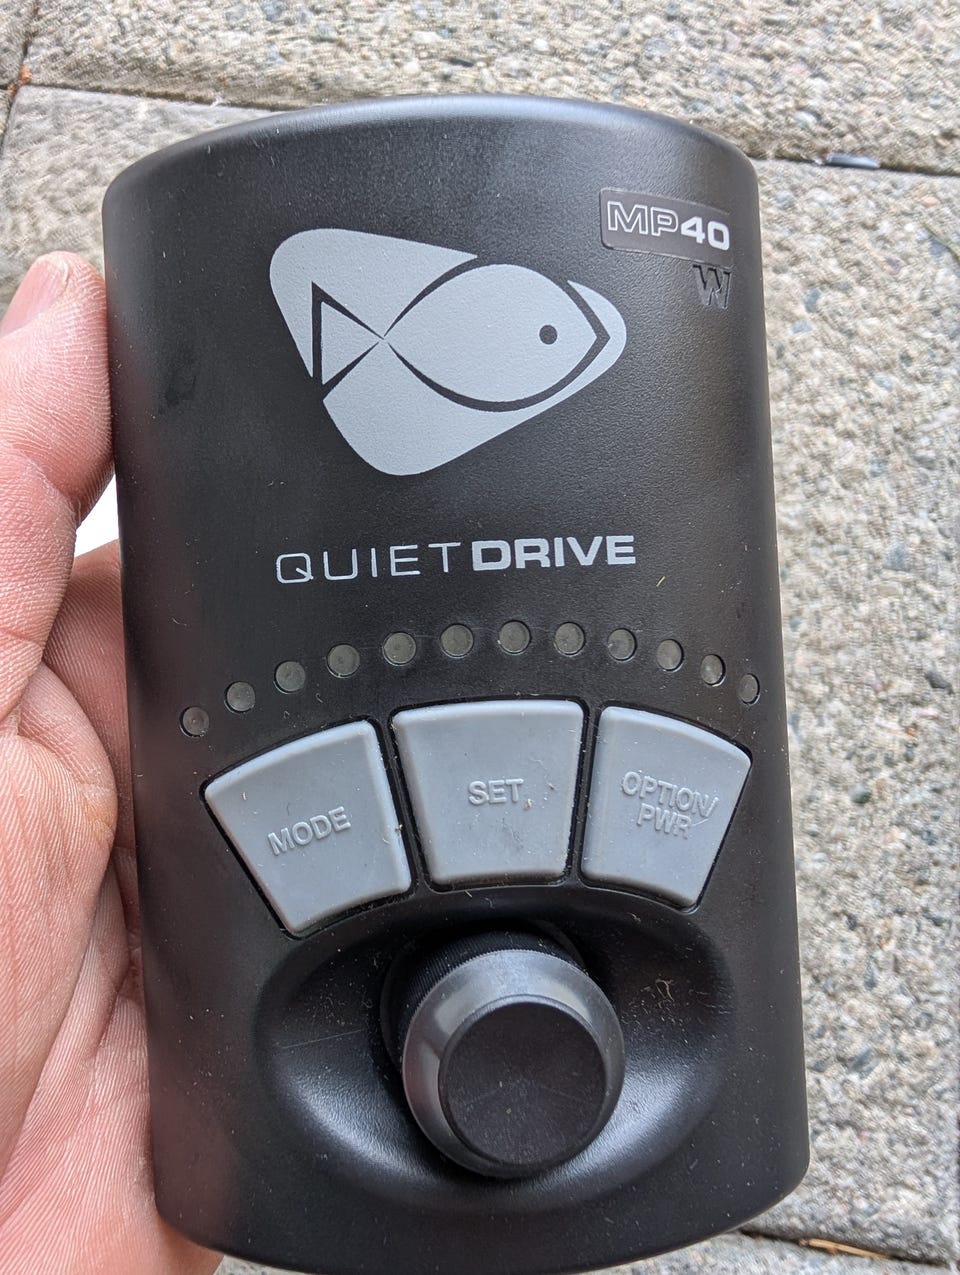 MP40
W
QUIETDRIVE
MODE
SET
OPTION/
PWR